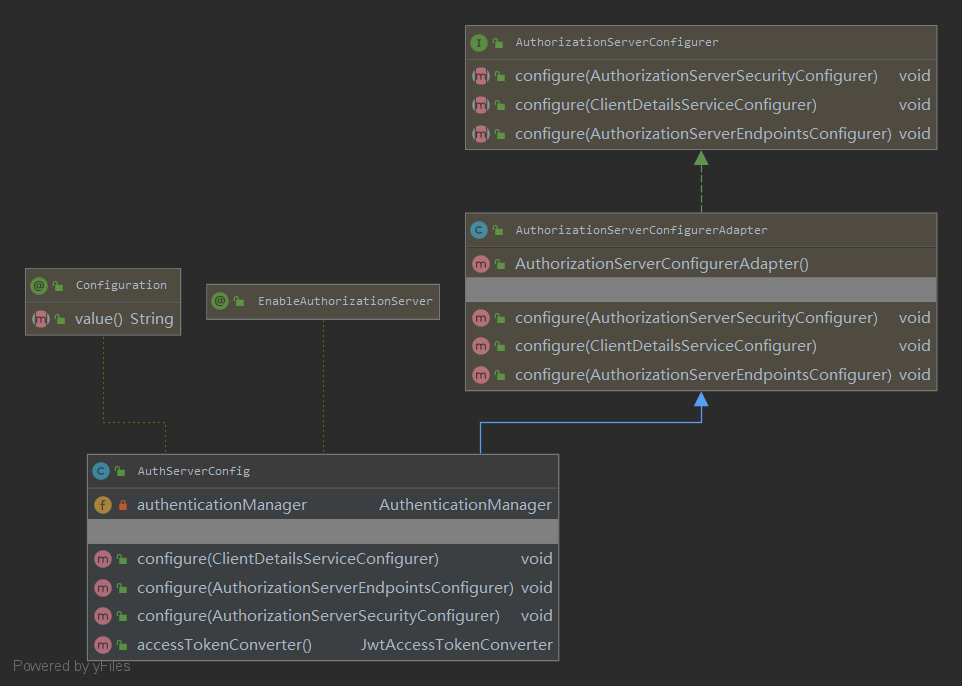 I AuthorizationServerConfigurer
m configure(AuthorizationServerSecurityConfigurer) void
m configure(ClientDetailsServiceConfigurer) void
m configure(AuthorizationServerEndpointsConfigurer) void
C AuthorizationServerConfigurerAdapter
m AuthorizationServerConfigurerAdapter()
m configure(AuthorizationServerSecurityConfigurer) void
m configure(ClientDetailsServiceConfigurer) void
m configure(AuthorizationServerEndpointsConfigurer) void
@ Configuration
m value() String
@ EnableAuthorizationServer
C AuthServerConfig
f authenticationManager AuthenticationManager
m configure(ClientDetailsServiceConfigurer) void
m configure(AuthorizationServerEndpointsConfigurer) void
m configure(AuthorizationServerSecurityConfigurer) void
m accessTokenConverter() JwtAccessTokenConverter
Powered by yFiles